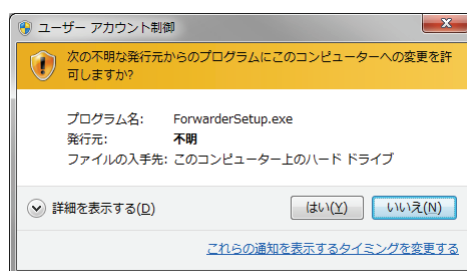 ユーザー アカウント制御
次の不明な発行元からのプログラムにこのコンピューターへの変更を許
可しますか?
プログラム名: ForwarderSetup.exe
発行元: 不明
ファイルの入手先: このコンピューター上のハード ドライブ
詳細を表示する(D) はい(Y) いいえ(N)
これらの通知を表示するタイミングを変更する